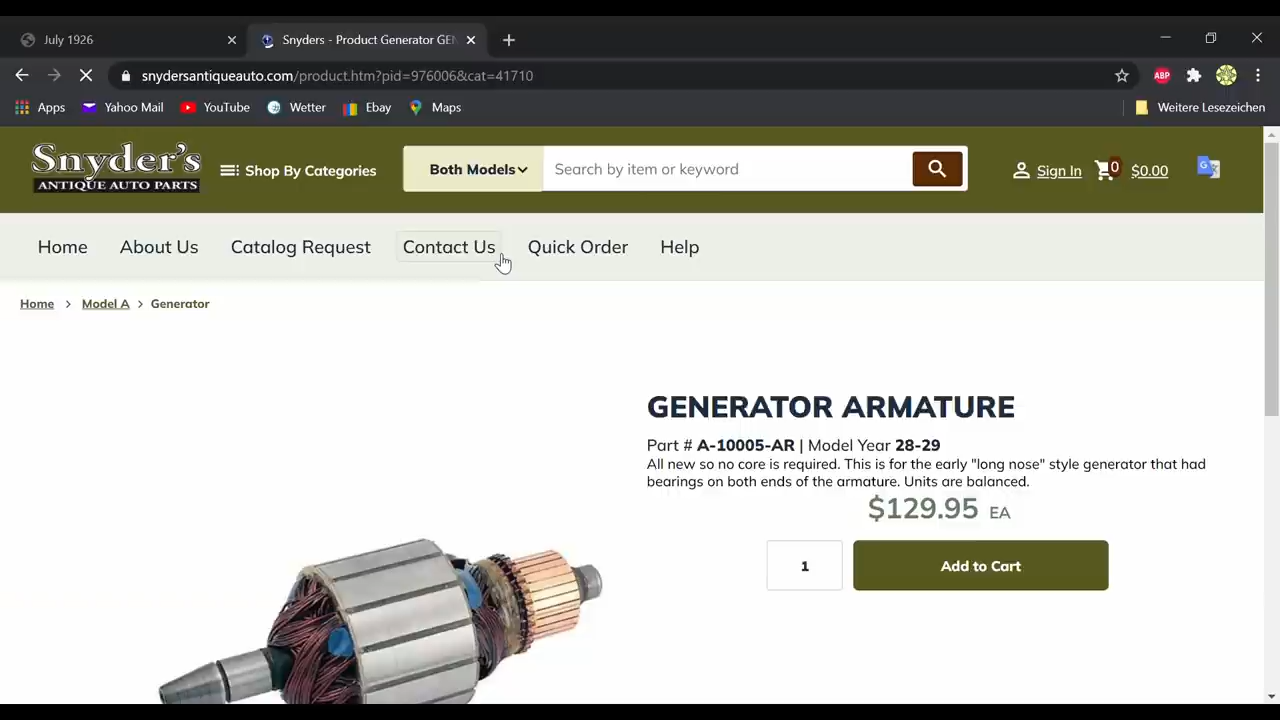 July 1926
Snyders - Product Generator GEN
snydersantiqueauto.com/product.htm?pid=976006&cat=41710
ABP
Apps Yahoo Mail YouTube Wetter Ebay Maps Weitere Lesezeichen
Snyder's
ANTIQUE AUTO PARTS
Shop By Categories
Both Models
Search by item or keyword
Sign In
0
$0.00
Home About Us Catalog Request Contact Us Quick Order Help
Home > Model A > Generator
GENERATOR ARMATURE
Part # A-10005-AR | Model Year 28-29
All new so no core is required. This is for the early "long nose" style generator that had
bearings on both ends of the armature. Units are balanced.
$129.95 EA
1
Add to Cart